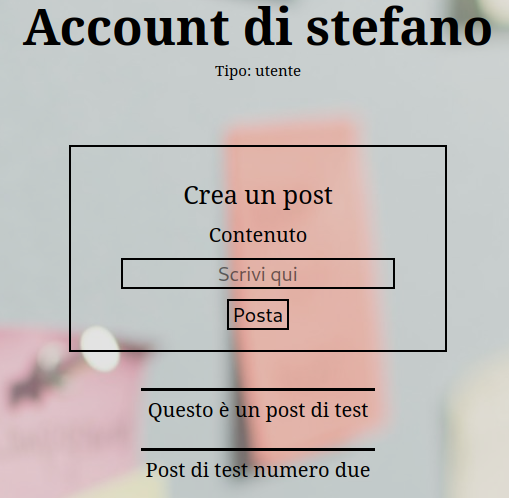 Account di stefano
Tipo: utente
Crea un post
Contenuto
Scrivi qui
Posta
Questo è un post di test
Post di test numero due